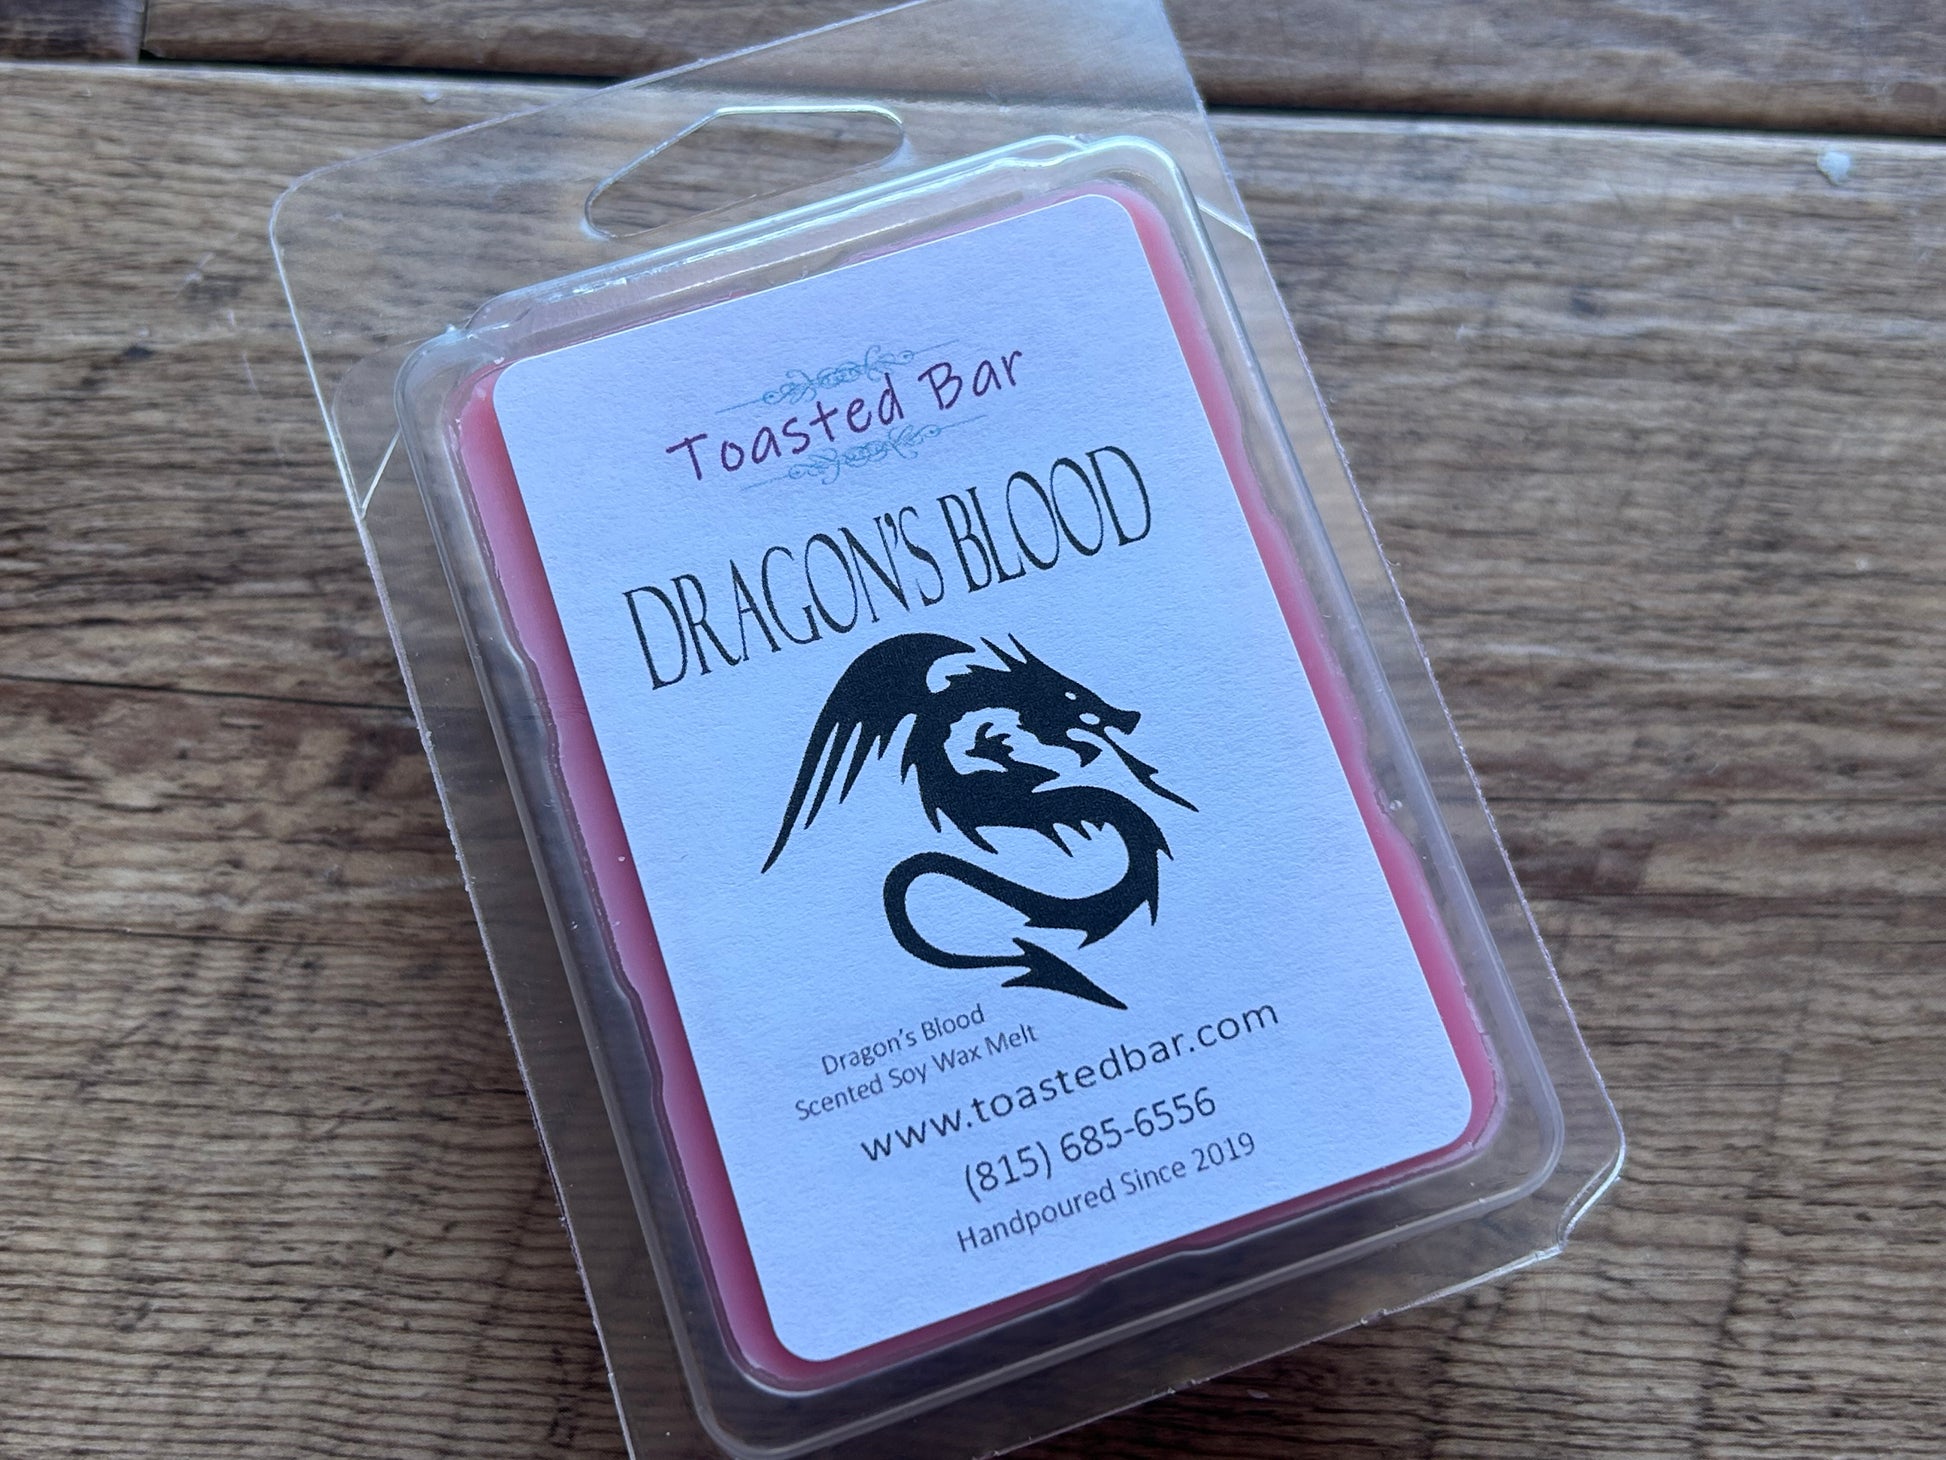 Toasted Bar
DRAGON'S BLOOD
Dragon's Blood
Scented Soy Wax Melt
www.toastedbar.com
(815) 685-6556
Handpoured Since 2019